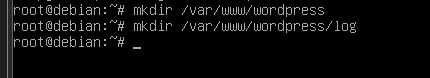 root@debian:~# mkdir /var/www/wordpress
root@debian:~# mkdir /var/www/wordpress/log
root@debian:~# _